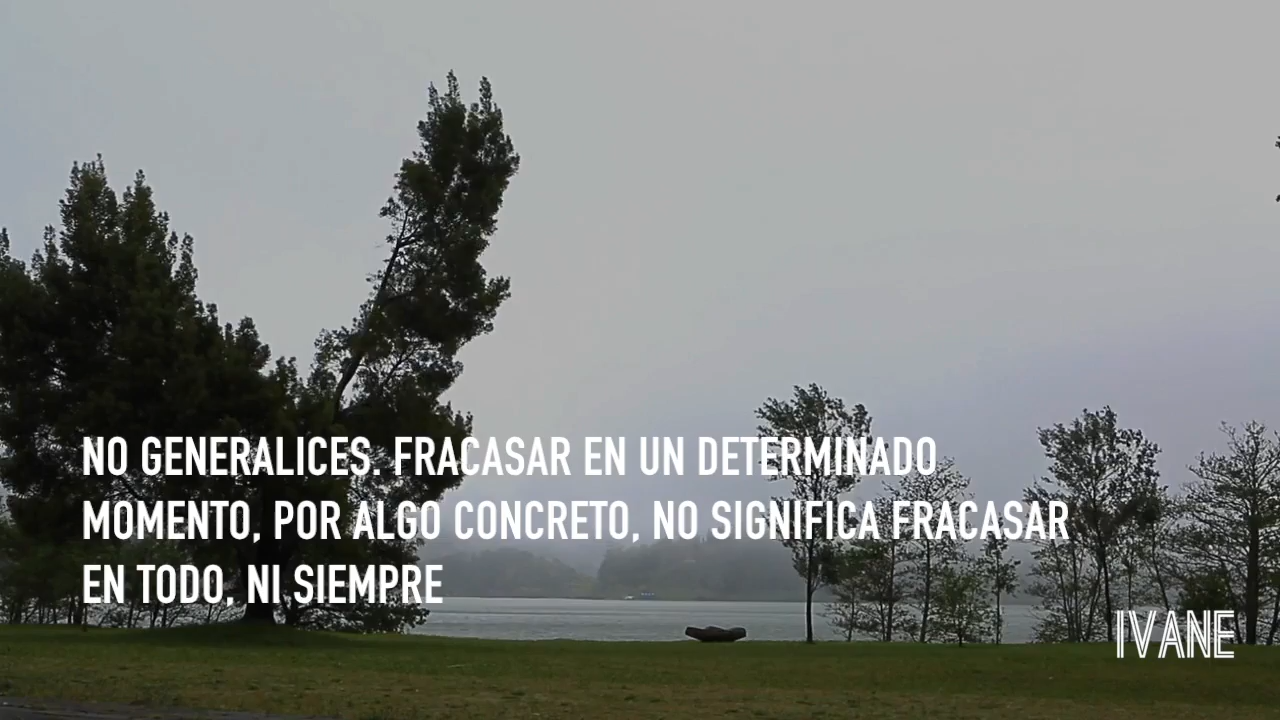 NO GENERALICES. FRACASAR EN UN DETERMINADO
MOMENTO, POR ALGO CONCRETO, NO SIGNIFICA FRACASAR
EN TODO, NI SIEMPRE
IVANE